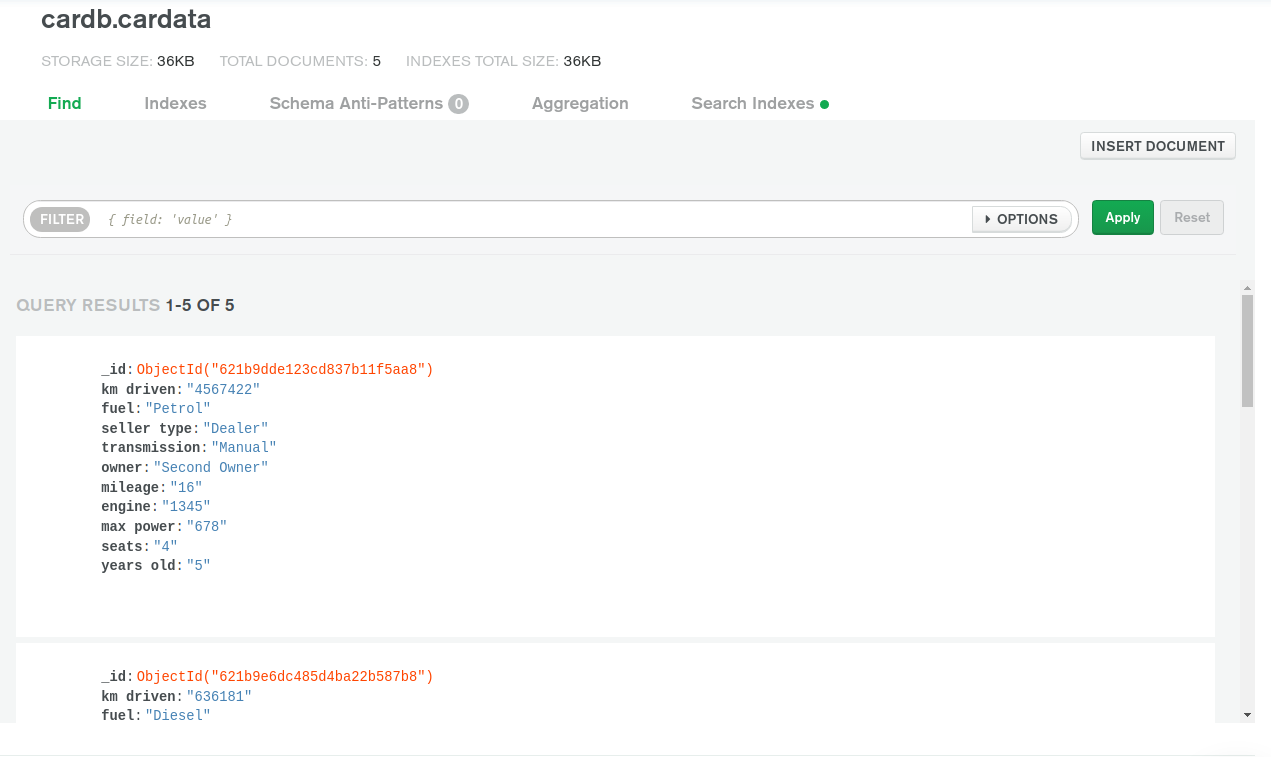 cardb.cardata
STORAGE SIZE: 36KB TOTAL DOCUMENTS: 5 INDEXES TOTAL SIZE: 36KB
Find Indexes Schema Anti-Patterns 0 Aggregation Search Indexes
INSERT DOCUMENT
FILTER { field: 'value' } OPTIONS Apply Reset
QUERY RESULTS 1-5 OF 5
_id: ObjectId("621b9dde123cd837b11f5aa8")
km driven: "4567422"
fuel: "Petrol"
seller type: "Dealer"
transmission: "Manual"
owner: "Second Owner"
mileage: "16"
engine: "1345"
max power: "678"
seats: "4"
years old: "5"
_id: ObjectId("621b9e6dc485d4ba22b587b8")
km driven: "636181"
fuel: "Diesel"